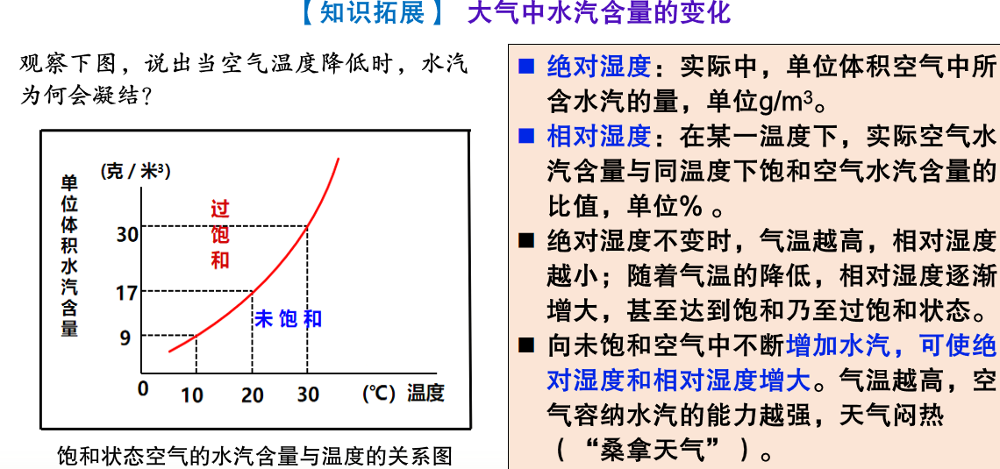 【知识拓展】 大气中水汽含量的变化
观察下图，说出当空气温度降低时，水汽
为何会凝结？
单位体积水汽含量
(克 / 米³)
过饱和
30
17
未饱和
9
0
10
20
30
(℃) 温度
饱和状态空气的水汽含量与温度的关系图
■ 绝对湿度：实际中，单位体积空气中所
含水汽的量，单位g/m³。
■ 相对湿度：在某一温度下，实际空气水
汽含量与同温度下饱和空气水汽含量的
比值，单位% 。
■ 绝对湿度不变时，气温越高，相对湿度
越小；随着气温的降低，相对湿度逐渐
增大，甚至达到饱和乃至过饱和状态。
■ 向未饱和空气中不断增加水汽，可使绝
对湿度和相对湿度增大。气温越高，空
气容纳水汽的能力越强，天气闷热
（“桑拿天气”）。